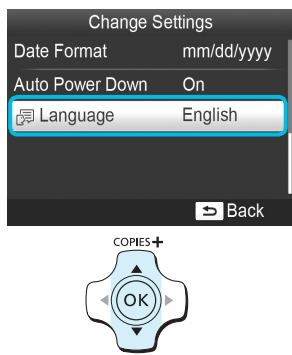 Change Settings
Date Format mm/dd/yyyy
Auto Power Down On
Language English
Back
COPIES+
OK